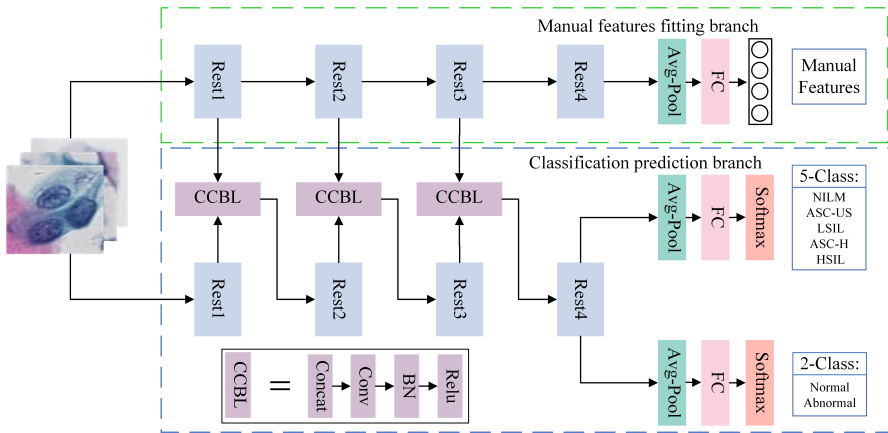 Manual features fitting branch
Rest1
Rest2
Rest3
Rest4
Avg-Pool
FC
Manual
Features
Classification prediction branch
CCBL
CCBL
CCBL
Avg-Pool
FC
Softmax
5-Class:
NILM
ASC-US
LSIL
ASC-H
HSIL
Rest1
Rest2
Rest3
Rest4
CCBL
=
Concat
Conv
BN
Relu
Avg-Pool
FC
Softmax
2-Class:
Normal
Abnormal